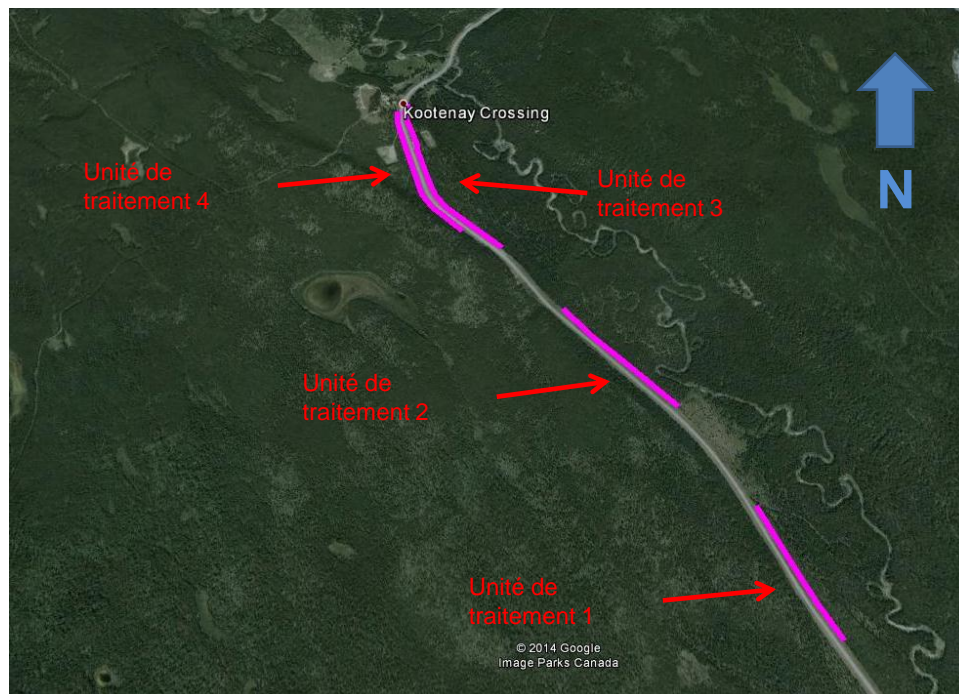 Kootenay Crossing
Unité de
traitement 4
Unité de
traitement 3
N
Unité de
traitement 2
Unité de
traitement 1
© 2014 Google
Image Parks Canada